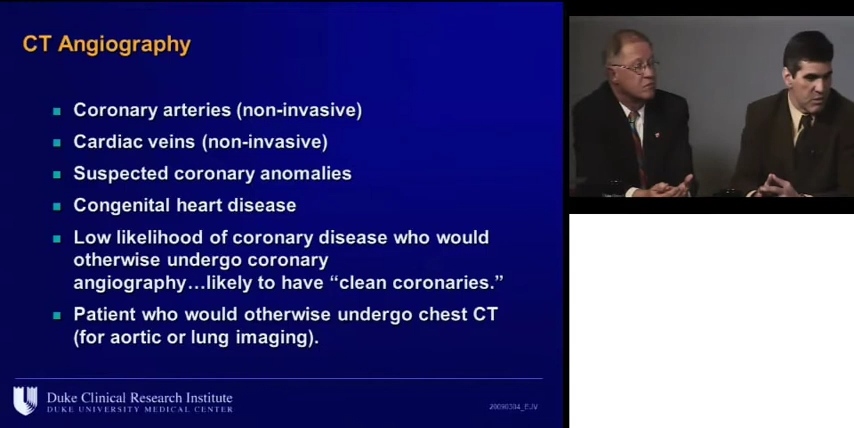 CT Angiography
Coronary arteries (non-invasive)
Cardiac veins (non-invasive)
Suspected coronary anomalies
Congenital heart disease
Low likelihood of coronary disease who would
otherwise undergo coronary
angiography…likely to have “clean coronaries.”
Patient who would otherwise undergo chest CT
(for aortic or lung imaging).
Duke Clinical Research Institute
DUKE UNIVERSITY MEDICAL CENTER
20090304_EJV